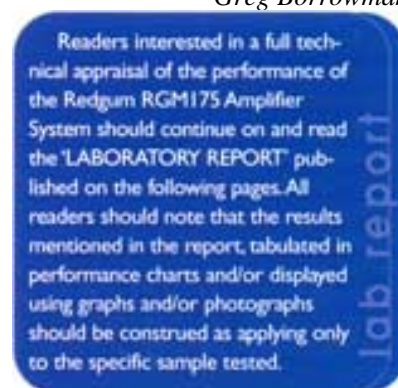 Greg Borrowman
Readers interested in a full tech-
nical appraisal of the performance of
the Redgum RGM175 Amplifier
System should continue on and read
the 'LABORATORY REPORT' pub-
lished on the following pages. All
readers should note that the results
mentioned in the report, tabulated in
performance charts and/or displayed
using graphs and/or photographs
should be construed as applying only
to the specific sample tested.
lab report